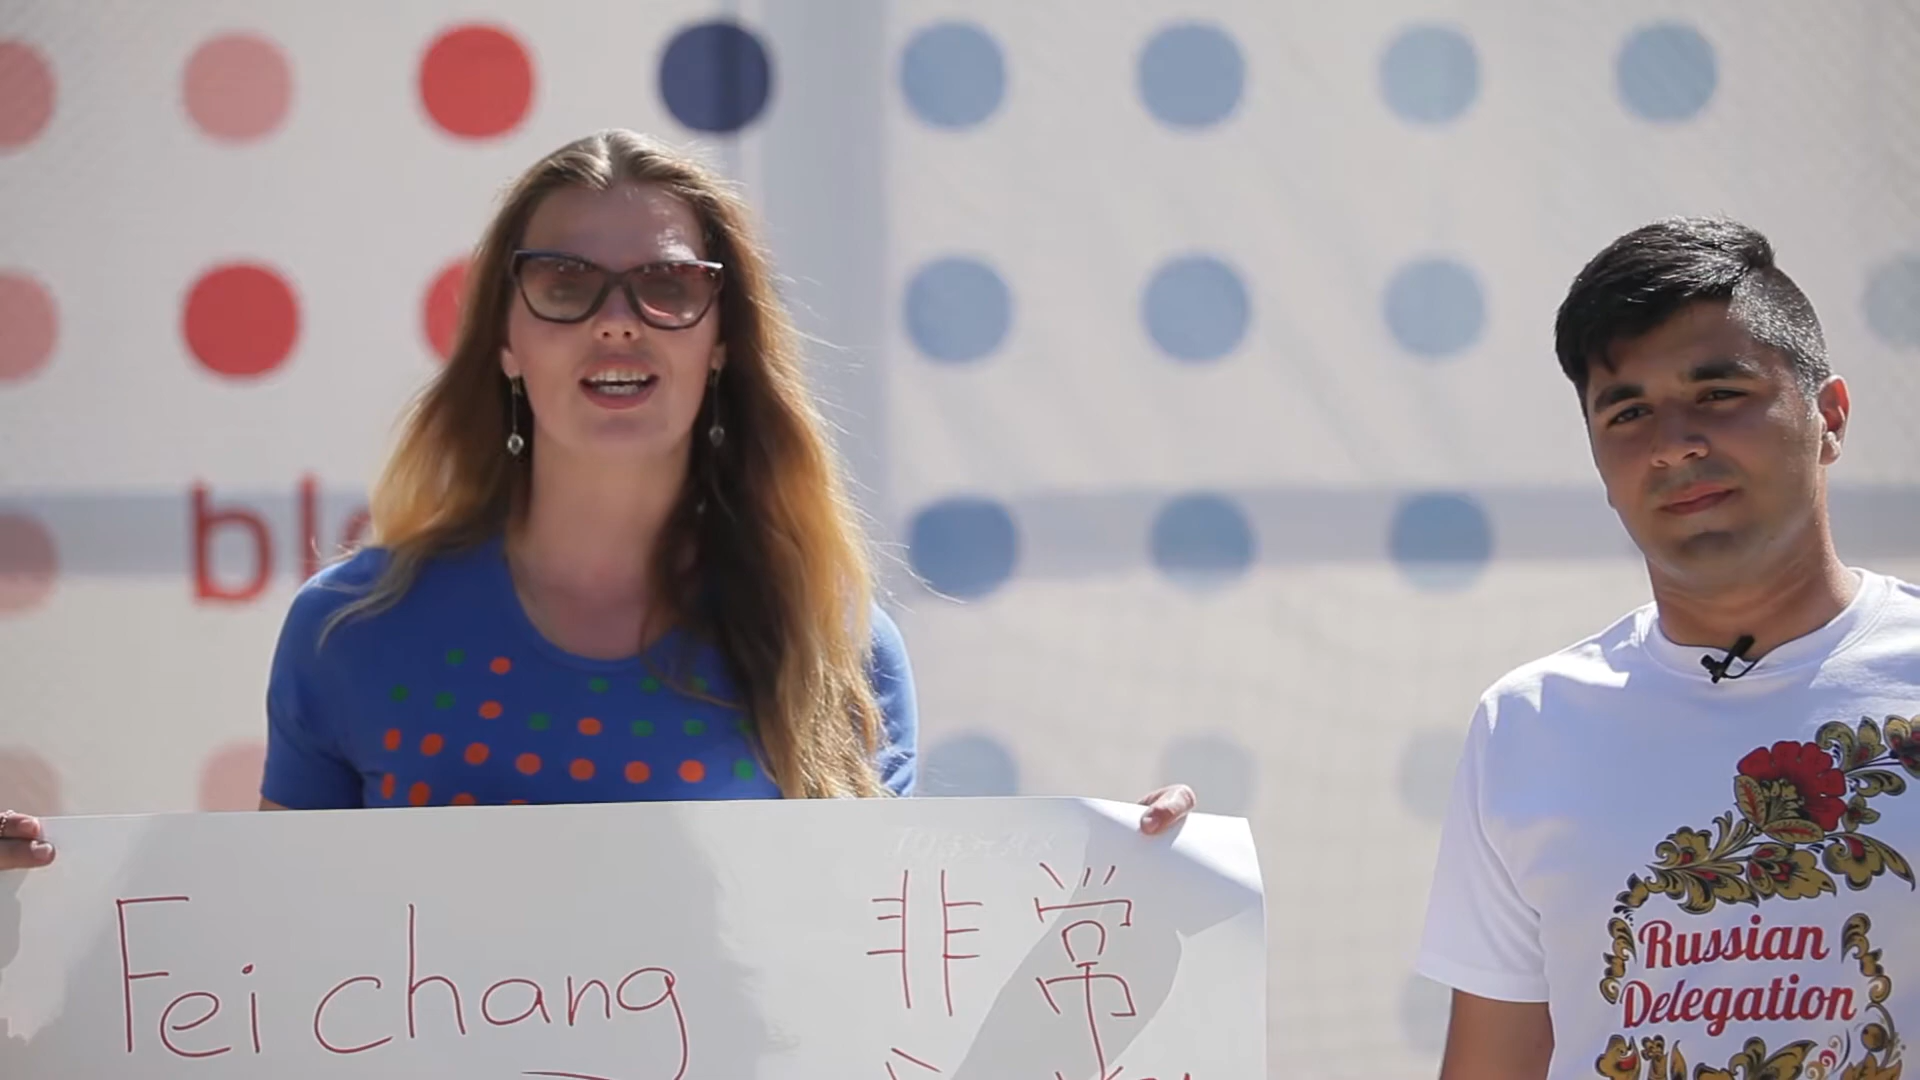 bl
Fei chang
非常
Russian
Delegation